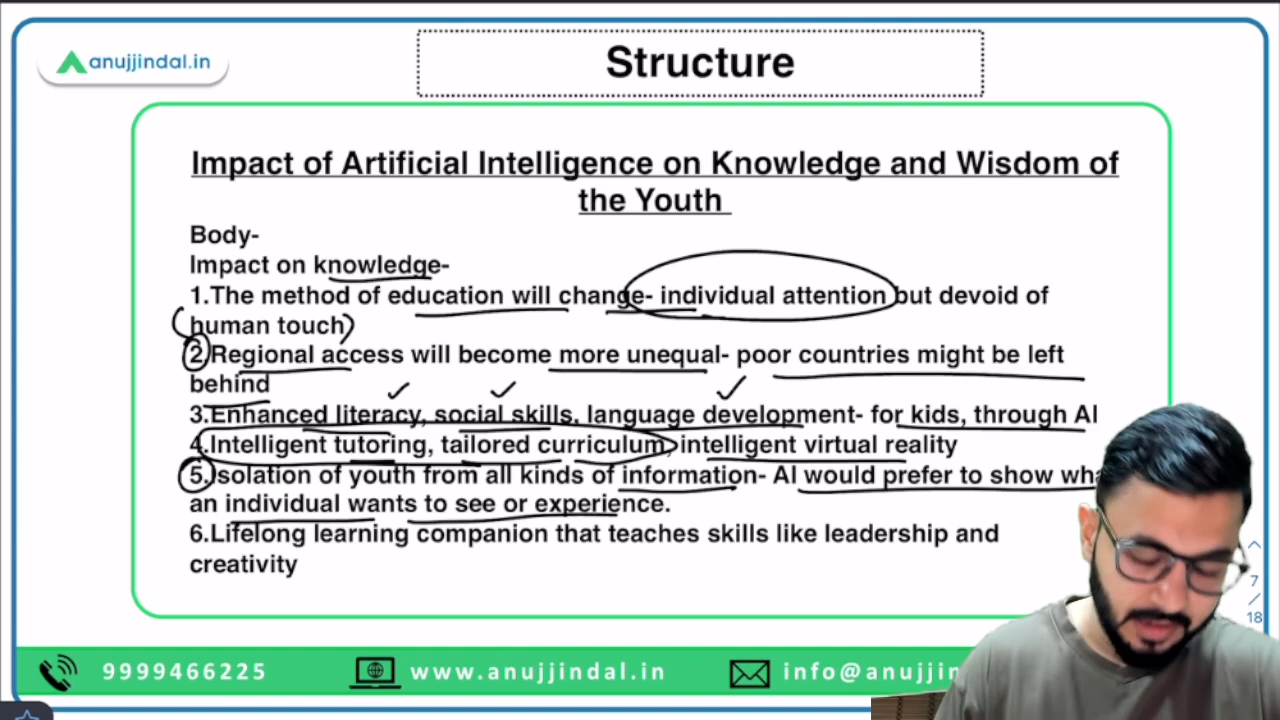 anujjindal.in
Structure
Impact of Artificial Intelligence on Knowledge and Wisdom of
the Youth
Body-
Impact on knowledge-
1.The method of education will change- individual attention but devoid of
human touch
2.Regional access will become more unequal- poor countries might be left
behind
3.Enhanced literacy, social skills, language development- for kids, through AI
4.Intelligent tutoring, tailored curriculum, intelligent virtual reality
5.Isolation of youth from all kinds of information- AI would prefer to show
an individual wants to see or experience.
6.Lifelong learning companion that teaches skills like leadership and
creativity
7
/
18
9999466225
www.anujjindal.in